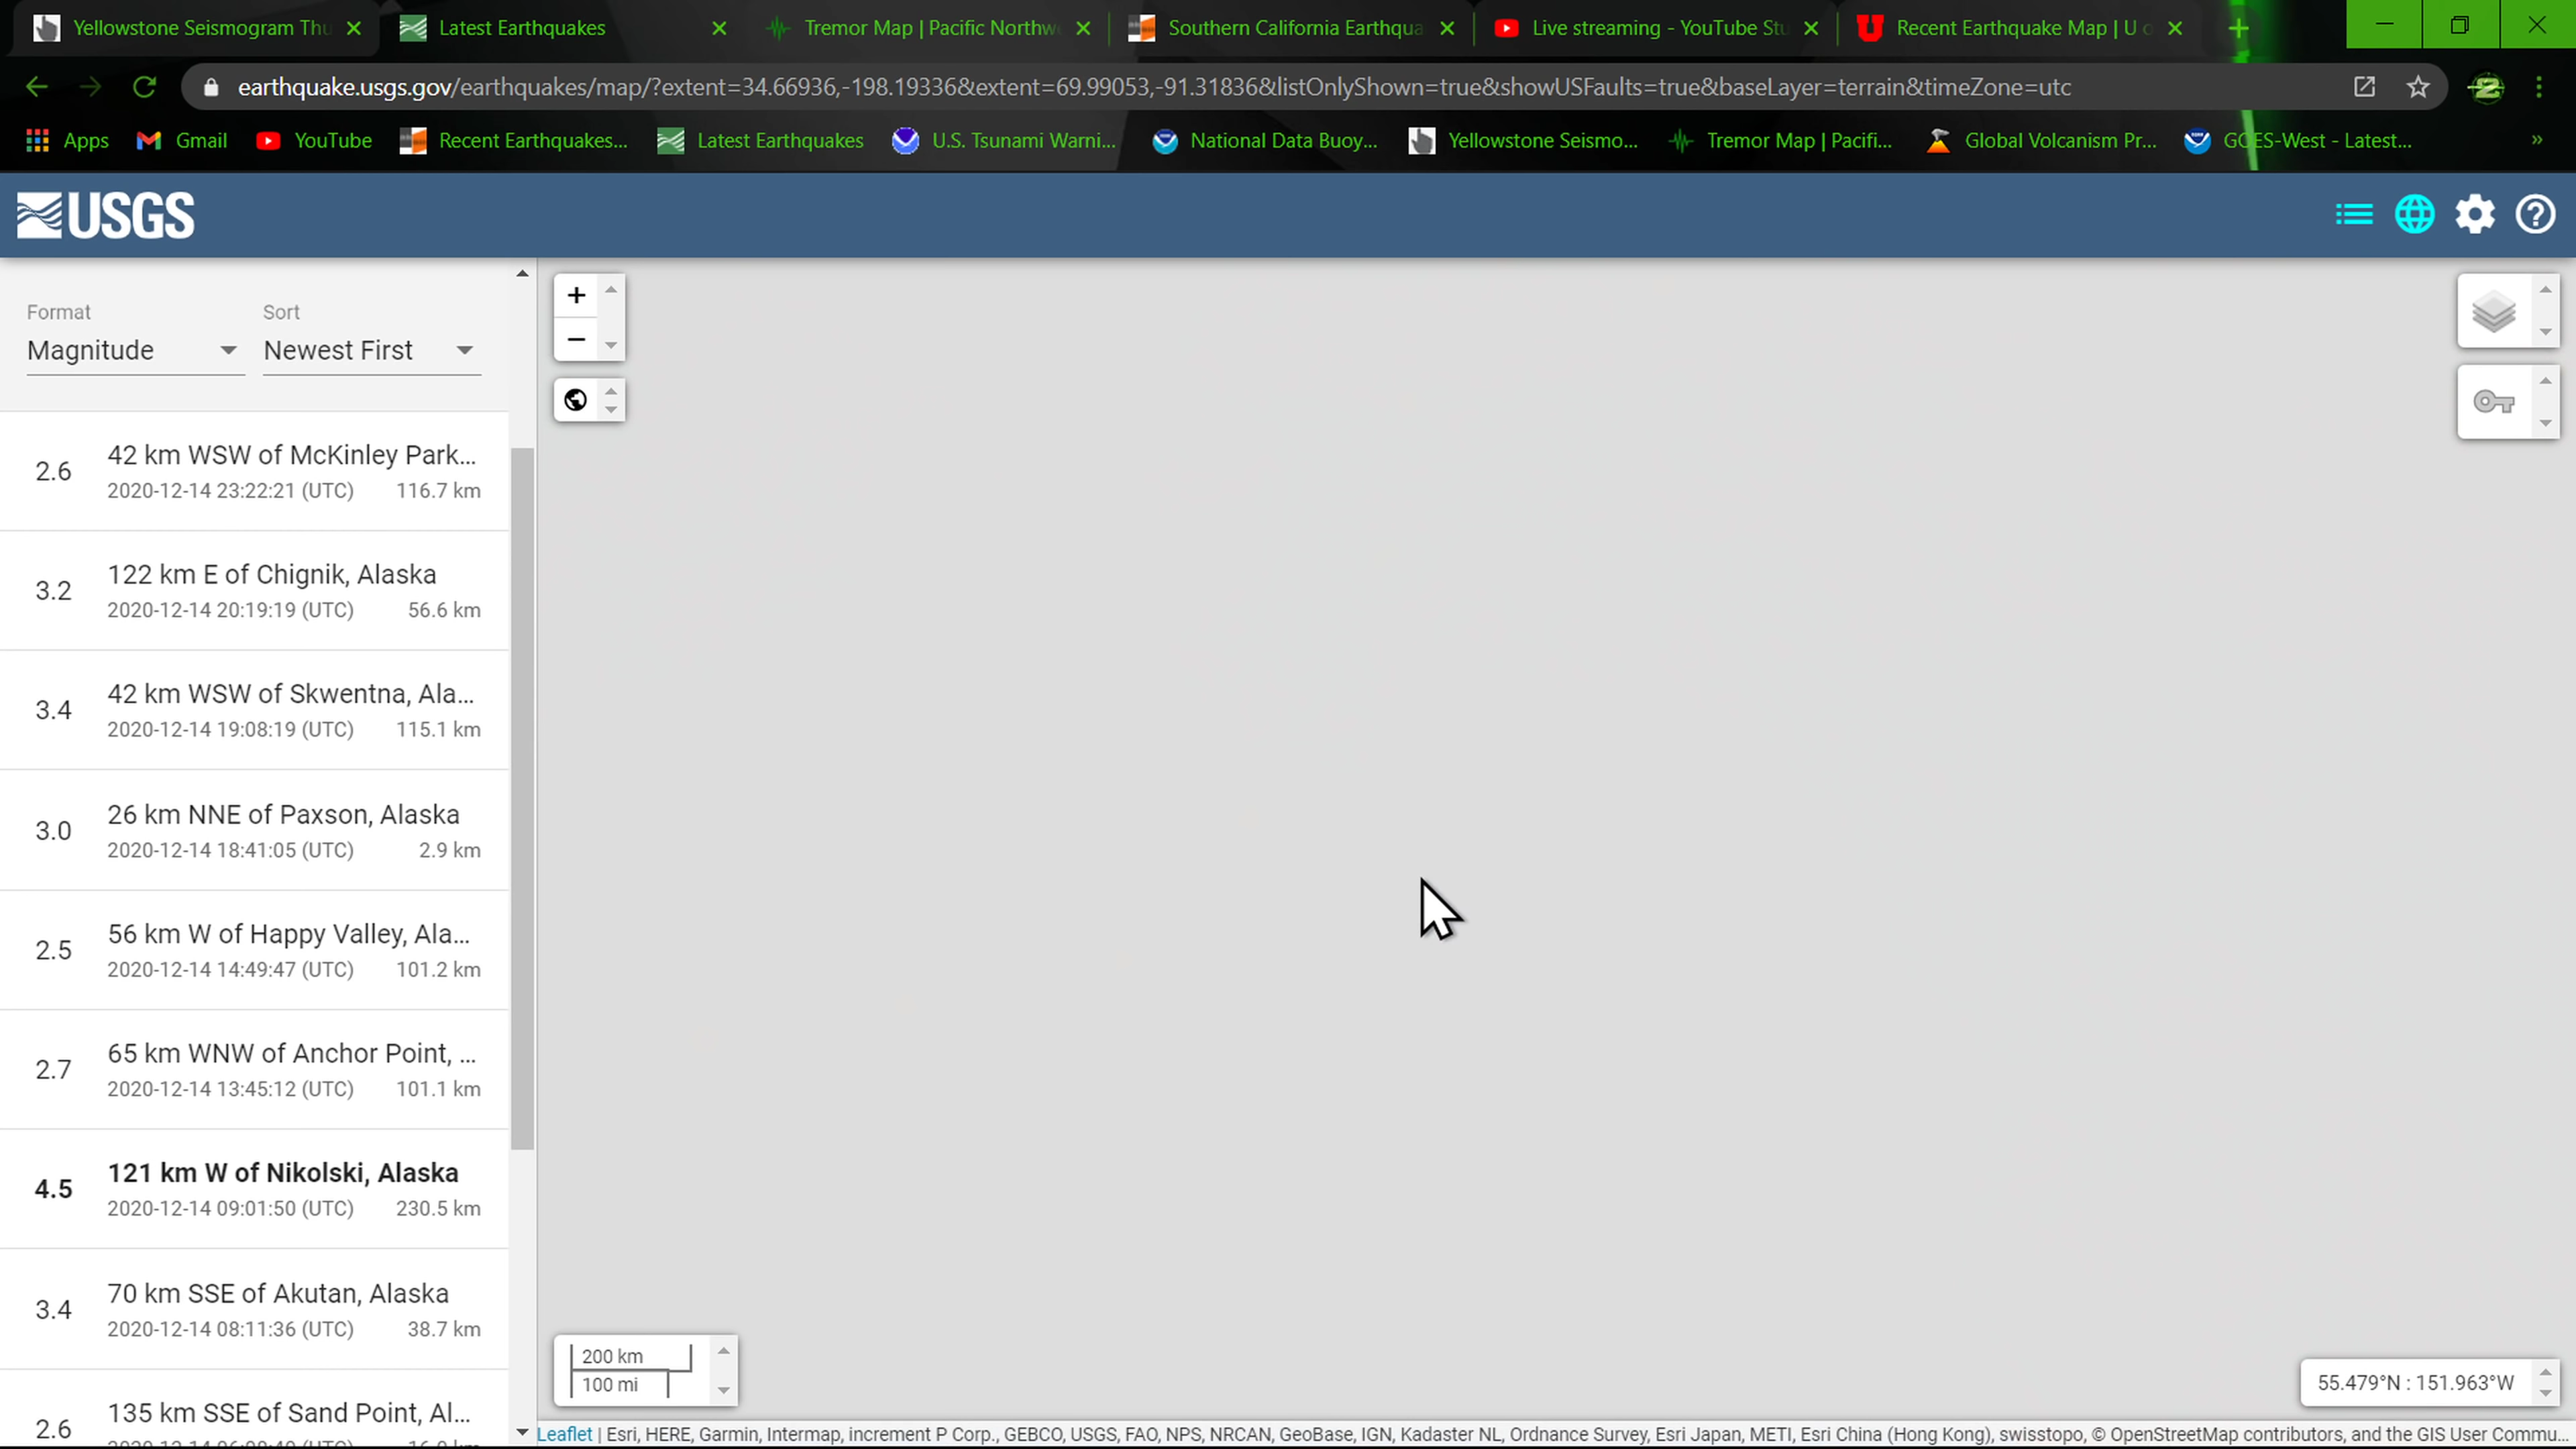 Yellowstone Seismogram Thu
Latest Earthquakes
Tremor Map | Pacific Northw
Southern California Earthqua
Live streaming - YouTube Stu
Recent Earthquake Map | U o
earthquake.usgs.gov/earthquakes/map/?extent=34.66936,-198.19336&extent=69.99053,-91.31836&listOnlyShown=true&showUSFaults=true&baseLayer=terrain&timeZone=utc
Apps
Gmail
YouTube
Recent Earthquakes...
Latest Earthquakes
U.S. Tsunami Warni...
National Data Buoy...
Yellowstone Seismo...
Tremor Map | Pacifi...
Global Volcanism Pr...
GOES-West - Latest...
»
USGS
Format
Sort
Magnitude
Newest First
2.6
42 km WSW of McKinley Park...
2020-12-14 23:22:21 (UTC) 116.7 km
3.2
122 km E of Chignik, Alaska
2020-12-14 20:19:19 (UTC) 56.6 km
3.4
42 km WSW of Skwentna, Ala...
2020-12-14 19:08:19 (UTC) 115.1 km
3.0
26 km NNE of Paxson, Alaska
2020-12-14 18:41:05 (UTC) 2.9 km
2.5
56 km W of Happy Valley, Ala...
2020-12-14 14:49:47 (UTC) 101.2 km
2.7
65 km WNW of Anchor Point, ...
2020-12-14 13:45:12 (UTC) 101.1 km
4.5
121 km W of Nikolski, Alaska
2020-12-14 09:01:50 (UTC) 230.5 km
3.4
70 km SSE of Akutan, Alaska
2020-12-14 08:11:36 (UTC) 38.7 km
2.6
135 km SSE of Sand Point, Al...
+
−
200 km
100 mi
55.479°N : 151.963°W
Leaflet | Esri, HERE, Garmin, Intermap, increment P Corp., GEBCO, USGS, FAO, NPS, NRCAN, GeoBase, IGN, Kadaster NL, Ordnance Survey, Esri Japan, METI, Esri China (Hong Kong), swisstopo, © OpenStreetMap contributors, and the GIS User Commu...